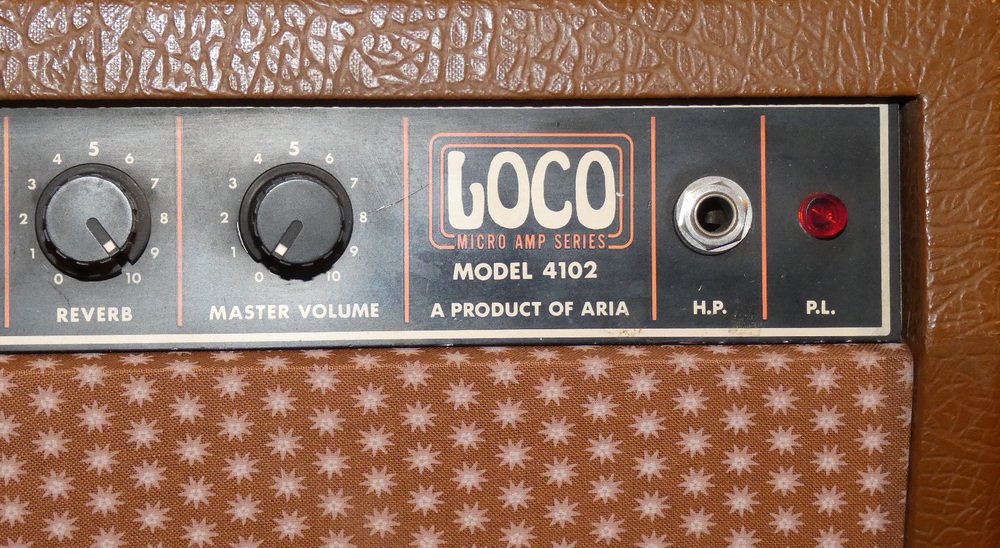 0 1 2 3 4 5 6 7 8 9 10
REVERB
0 1 2 3 4 5 6 7 8 9 10
MASTER VOLUME
LOCO
MICRO AMP SERIES
MODEL 4102
A PRODUCT OF ARIA
H.P.
P.L.